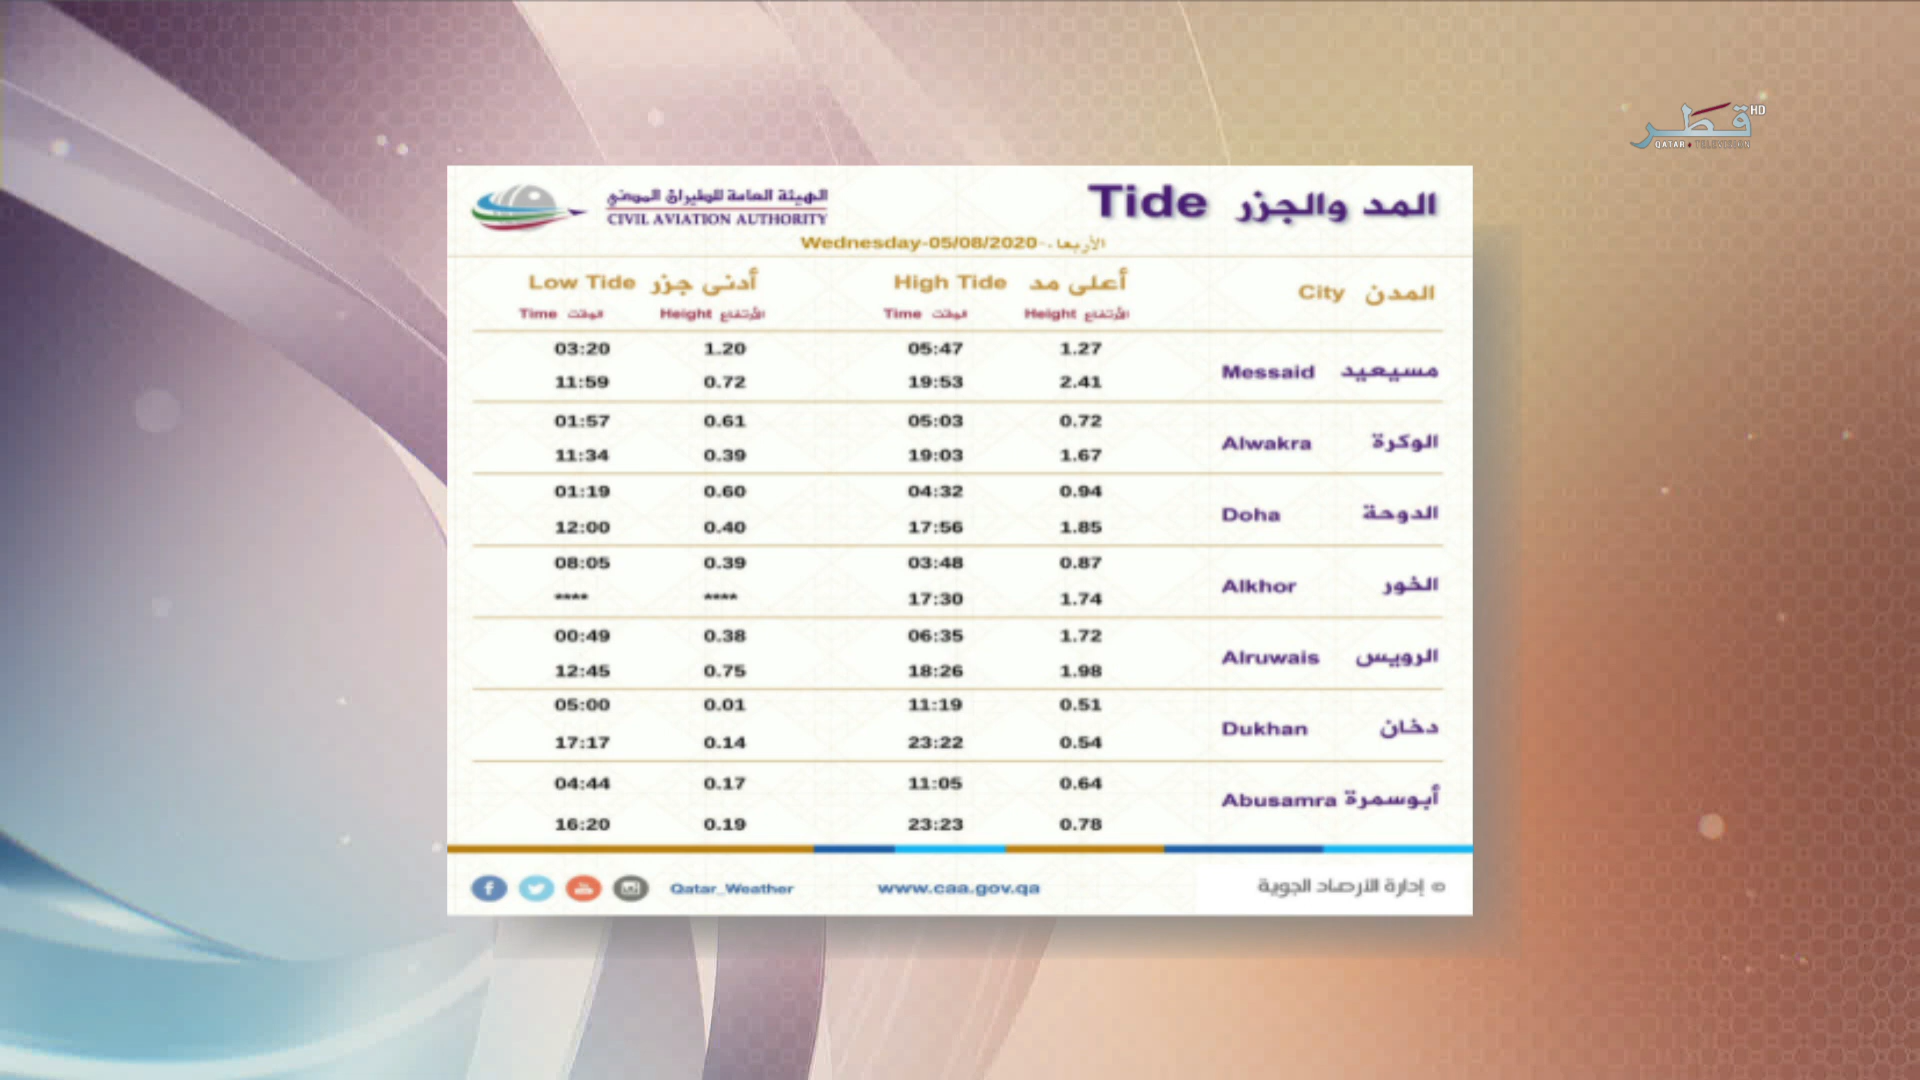 قطر HD
QATAR TELEVISION
الهيئة العامة للطيران المدني
CIVIL AVIATION AUTHORITY
Tide المد والجزر
Wednesday-05/08/2020-الأربعاء
Low Tide أدنى جزر High Tide أعلى مد City المدن
Time الوقت Height الأرتفاع Time الوقت Height الأرتفاع
03:20 1.20 05:47 1.27
Messaid مسيعيد
11:59 0.72 19:53 2.41
01:57 0.61 05:03 0.72
Alwakra الوكرة
11:34 0.39 19:03 1.67
01:19 0.60 04:32 0.94
Doha الدوحة
12:00 0.40 17:56 1.85
08:05 0.39 03:48 0.87
Alkhor الخور
**** **** 17:30 1.74
00:49 0.38 06:35 1.72
Alruwais الرويس
12:45 0.75 18:26 1.98
05:00 0.01 11:19 0.51
Dukhan دخان
17:17 0.14 23:22 0.54
04:44 0.17 11:05 0.64
Abusamra أبوسمرة
16:20 0.19 23:23 0.78
Qatar_Weather www.caa.gov.qa © إدارة الأرصاد الجوية